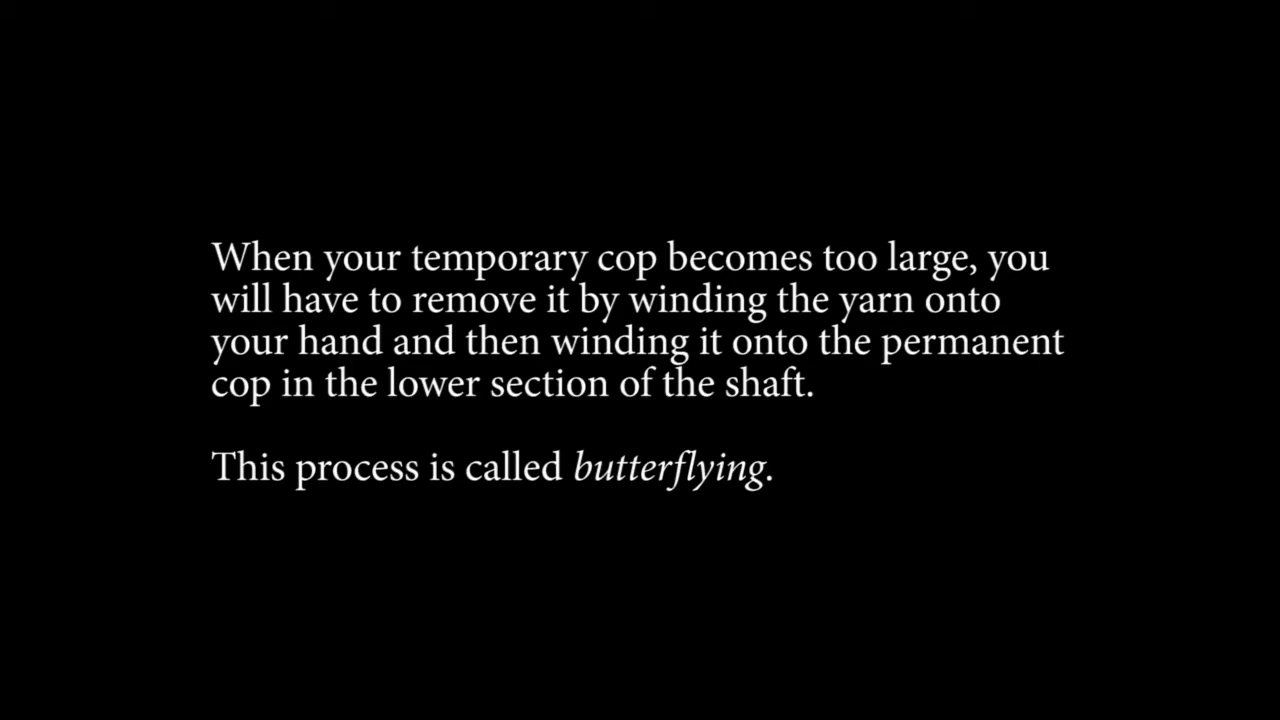 When your temporary cop becomes too large, you
will have to remove it by winding the yarn onto
your hand and then winding it onto the permanent
cop in the lower section of the shaft.
This process is called butterflying.